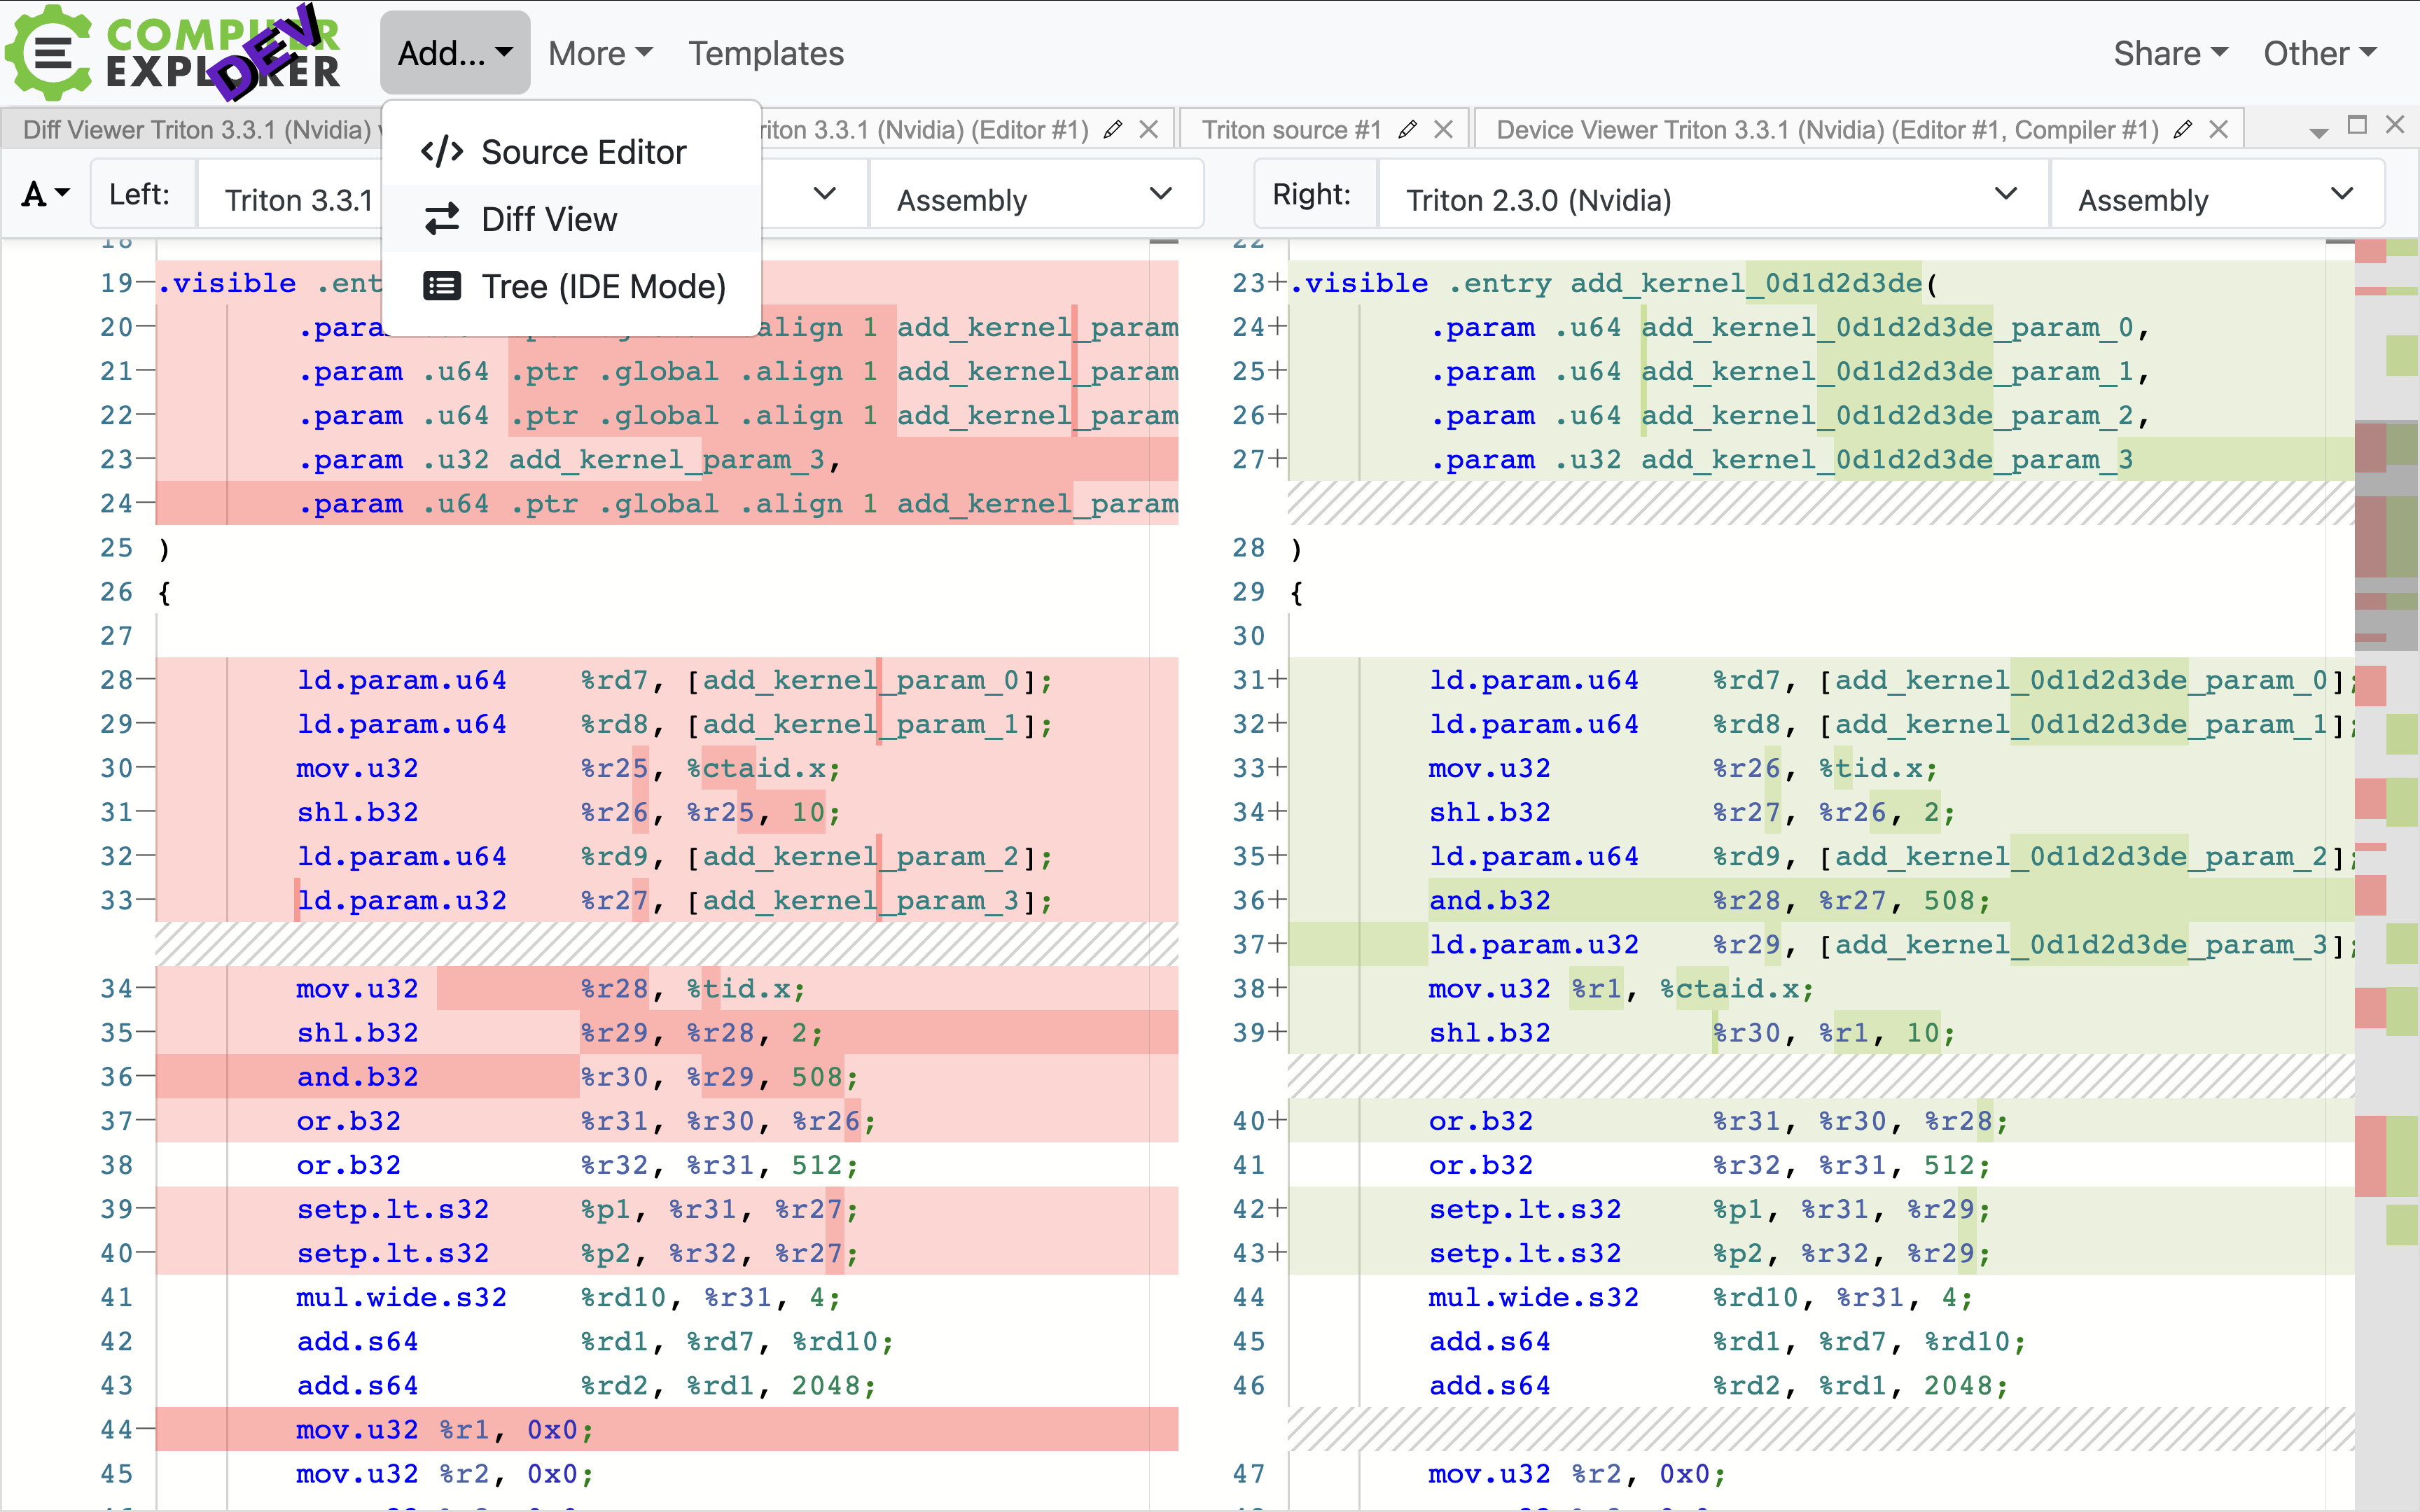 COMPILER EXPLORER DEV Add... More Templates Share Other
Diff Viewer Triton 3.3.1 (Nvidia) riton 3.3.1 (Nvidia) (Editor #1) Triton source #1 Device Viewer Triton 3.3.1 (Nvidia) (Editor #1, Compiler #1)
</> Source Editor
Diff View
Tree (IDE Mode)
A Left: Triton 3.3.1 Assembly Right: Triton 2.3.0 (Nvidia) Assembly
18
19 .visible .ent
20 .para align 1 add_kernel_param
21 .param .u64 .ptr .global .align 1 add_kernel_param
22 .param .u64 .ptr .global .align 1 add_kernel_param
23 .param .u32 add_kernel_param_3,
24 .param .u64 .ptr .global .align 1 add_kernel_param
25 )
26 {
27
28 ld.param.u64 %rd7, [add_kernel_param_0];
29 ld.param.u64 %rd8, [add_kernel_param_1];
30 mov.u32 %r25, %ctaid.x;
31 shl.b32 %r26, %r25, 10;
32 ld.param.u64 %rd9, [add_kernel_param_2];
33 ld.param.u32 %r27, [add_kernel_param_3];
34 mov.u32 %r28, %tid.x;
35 shl.b32 %r29, %r28, 2;
36 and.b32 %r30, %r29, 508;
37 or.b32 %r31, %r30, %r26;
38 or.b32 %r32, %r31, 512;
39 setp.lt.s32 %p1, %r31, %r27;
40 setp.lt.s32 %p2, %r32, %r27;
41 mul.wide.s32 %rd10, %r31, 4;
42 add.s64 %rd1, %rd7, %rd10;
43 add.s64 %rd2, %rd1, 2048;
44 mov.u32 %r1, 0x0;
45 mov.u32 %r2, 0x0;
22
23+ .visible .entry add_kernel_0d1d2d3de(
24+ .param .u64 add_kernel_0d1d2d3de_param_0,
25+ .param .u64 add_kernel_0d1d2d3de_param_1,
26+ .param .u64 add_kernel_0d1d2d3de_param_2,
27+ .param .u32 add_kernel_0d1d2d3de_param_3
28 )
29 {
30
31+ ld.param.u64 %rd7, [add_kernel_0d1d2d3de_param_0];
32+ ld.param.u64 %rd8, [add_kernel_0d1d2d3de_param_1];
33+ mov.u32 %r26, %tid.x;
34+ shl.b32 %r27, %r26, 2;
35+ ld.param.u64 %rd9, [add_kernel_0d1d2d3de_param_2];
36+ and.b32 %r28, %r27, 508;
37+ ld.param.u32 %r29, [add_kernel_0d1d2d3de_param_3];
38+ mov.u32 %r1, %ctaid.x;
39+ shl.b32 %r30, %r1, 10;
40+ or.b32 %r31, %r30, %r28;
41 or.b32 %r32, %r31, 512;
42+ setp.lt.s32 %p1, %r31, %r29;
43+ setp.lt.s32 %p2, %r32, %r29;
44 mul.wide.s32 %rd10, %r31, 4;
45 add.s64 %rd1, %rd7, %rd10;
46 add.s64 %rd2, %rd1, 2048;
47 mov.u32 %r2, 0x0;